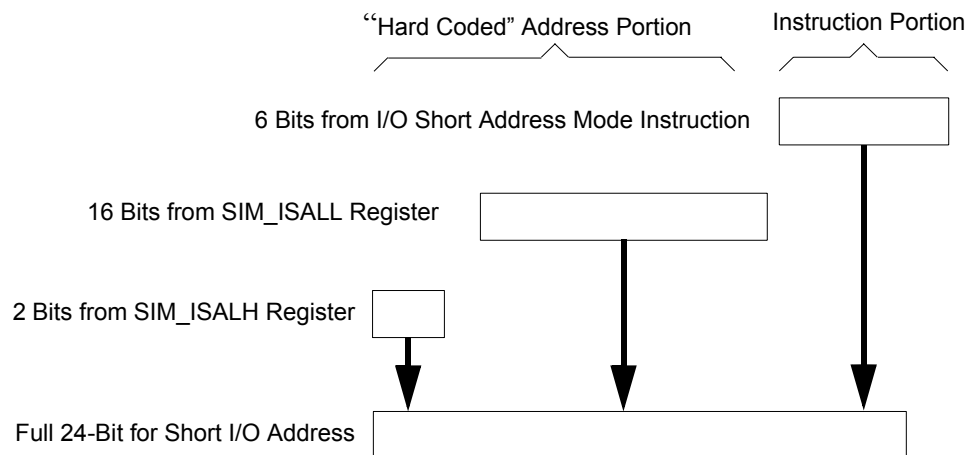 “Hard Coded” Address Portion
Instruction Portion
6 Bits from I/O Short Address Mode Instruction
16 Bits from SIM_ISALL Register
2 Bits from SIM_ISALH Register
Full 24-Bit for Short I/O Address